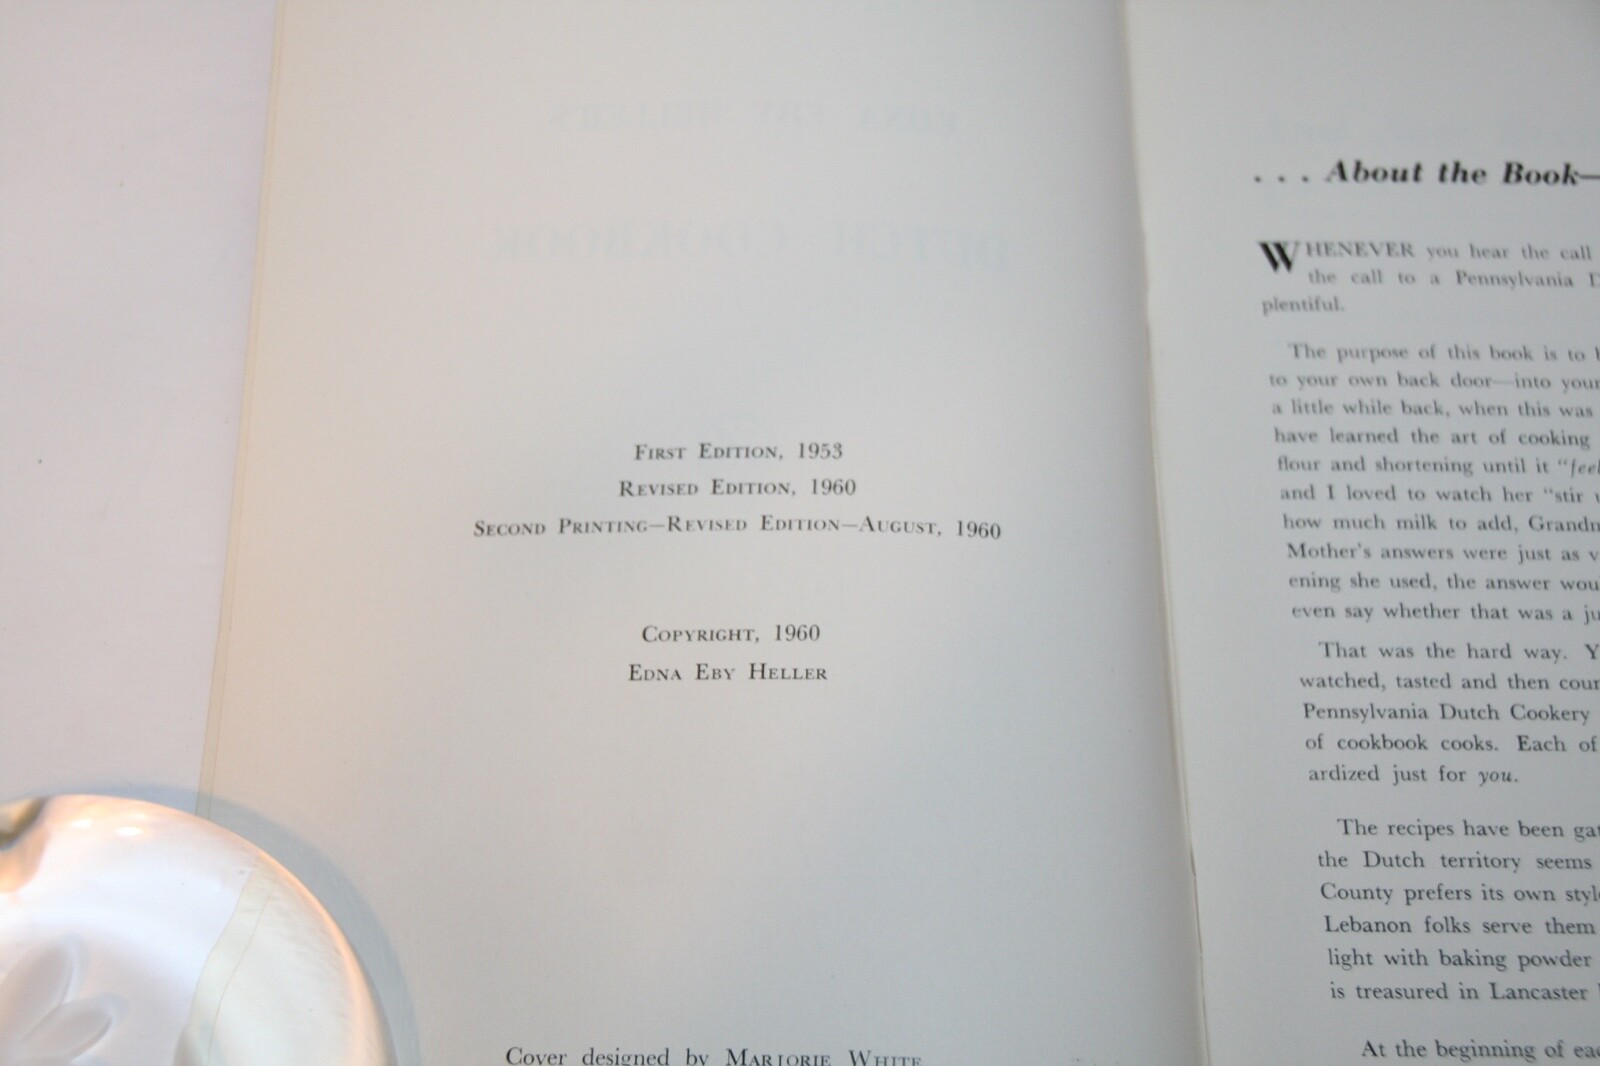 First Edition, 1953
Revised Edition, 1960
Second Printing—Revised Edition—August, 1960
Copyright, 1960
Edna Eby Heller
Cover designed by Marjorie White
. . . About the Book—
WHENEVER you hear the call
the call to a Pennsylvania
plentiful.
The purpose of this book is to
to your own back door—into your
a little while back, when this was
have learned the art of cooking
flour and shortening until it "feel
and I loved to watch her "stir
how much milk to add,
Mother's answers were just as
ening she used, the answer
even say whether that was a
That was the hard way.
watched, tasted and then
Pennsylvania Dutch Cookery
of cookbook cooks. Each of
ardized just for you.
The recipes have been
the Dutch territory seems
County prefers its own
Lebanon folks serve them
light with baking powder
is treasured in Lancaster
At the beginning of